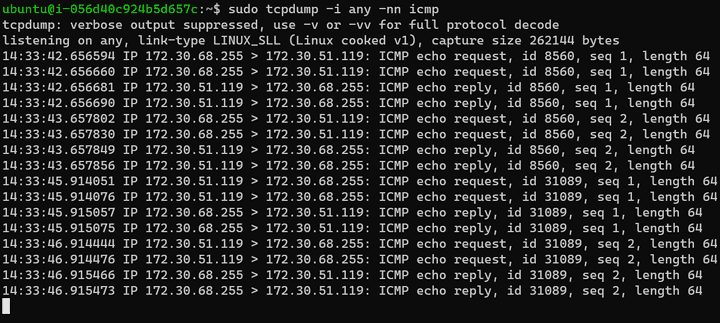 ubuntu@i-056d40c924b5d657c:~$ sudo tcpdump -i any -nn icmp
tcpdump: verbose output suppressed, use -v or -vv for full protocol decode
listening on any, link-type LINUX_SLL (Linux cooked v1), capture size 262144 bytes
14:33:42.656594 IP 172.30.68.255 > 172.30.51.119: ICMP echo request, id 8560, seq 1, length 64
14:33:42.656660 IP 172.30.68.255 > 172.30.51.119: ICMP echo request, id 8560, seq 1, length 64
14:33:42.656681 IP 172.30.51.119 > 172.30.68.255: ICMP echo reply, id 8560, seq 1, length 64
14:33:42.656690 IP 172.30.51.119 > 172.30.68.255: ICMP echo reply, id 8560, seq 1, length 64
14:33:43.657802 IP 172.30.68.255 > 172.30.51.119: ICMP echo request, id 8560, seq 2, length 64
14:33:43.657830 IP 172.30.68.255 > 172.30.51.119: ICMP echo request, id 8560, seq 2, length 64
14:33:43.657849 IP 172.30.51.119 > 172.30.68.255: ICMP echo reply, id 8560, seq 2, length 64
14:33:43.657856 IP 172.30.51.119 > 172.30.68.255: ICMP echo reply, id 8560, seq 2, length 64
14:33:45.914051 IP 172.30.51.119 > 172.30.68.255: ICMP echo request, id 31089, seq 1, length 64
14:33:45.914076 IP 172.30.51.119 > 172.30.68.255: ICMP echo request, id 31089, seq 1, length 64
14:33:45.915057 IP 172.30.68.255 > 172.30.51.119: ICMP echo reply, id 31089, seq 1, length 64
14:33:45.915075 IP 172.30.68.255 > 172.30.51.119: ICMP echo reply, id 31089, seq 1, length 64
14:33:46.914444 IP 172.30.51.119 > 172.30.68.255: ICMP echo request, id 31089, seq 2, length 64
14:33:46.914476 IP 172.30.51.119 > 172.30.68.255: ICMP echo request, id 31089, seq 2, length 64
14:33:46.915466 IP 172.30.68.255 > 172.30.51.119: ICMP echo reply, id 31089, seq 2, length 64
14:33:46.915473 IP 172.30.68.255 > 172.30.51.119: ICMP echo reply, id 31089, seq 2, length 64